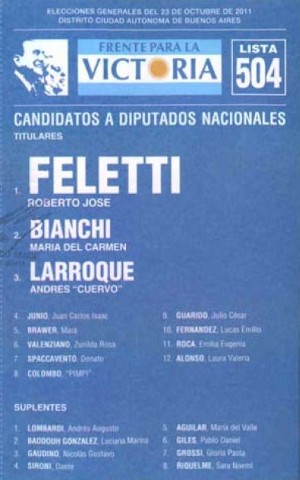 ELECCIONES GENERALES DEL 23 DE OCTUBRE DE 2011
DISTRITO CIUDAD AUTONOMA DE BUENOS AIRES
FRENTE PARA LA
VICTORIA
LISTA
504
CANDIDATOS A DIPUTADOS NACIONALES
TITULARES
1. FELETTI
ROBERTO JOSE
2. BIANCHI
MARIA DEL CARMEN
3. LARROQUE
ANDRES "CUERVO"
4. JUNIO, Juan Carlos Isaac
5. BRAWER, Mara
6. VALENZIANO, Zunilda Rosa
7. SPACCAVENTO, Donato
8. COLOMBO, "PIMPI"
9. GUARIDO, Julio César
10. FERNANDEZ, Lucas Emilio
11. ROCA, Emilia Eugenia
12. ALONSO, Laura Valeria
SUPLENTES
1. LOMBARDI, Andrés Augusto
2. BADDOUH GONZALEZ, Luciana Marina
3. GAUDINO, Nicolás Gustavo
4. SIRONI, Dante
5. AGUILAR, María del Valle
6. GILES, Pablo Daniel
7. GROSSI, Gloria Paola
8. RIQUELME, Sara Noemí